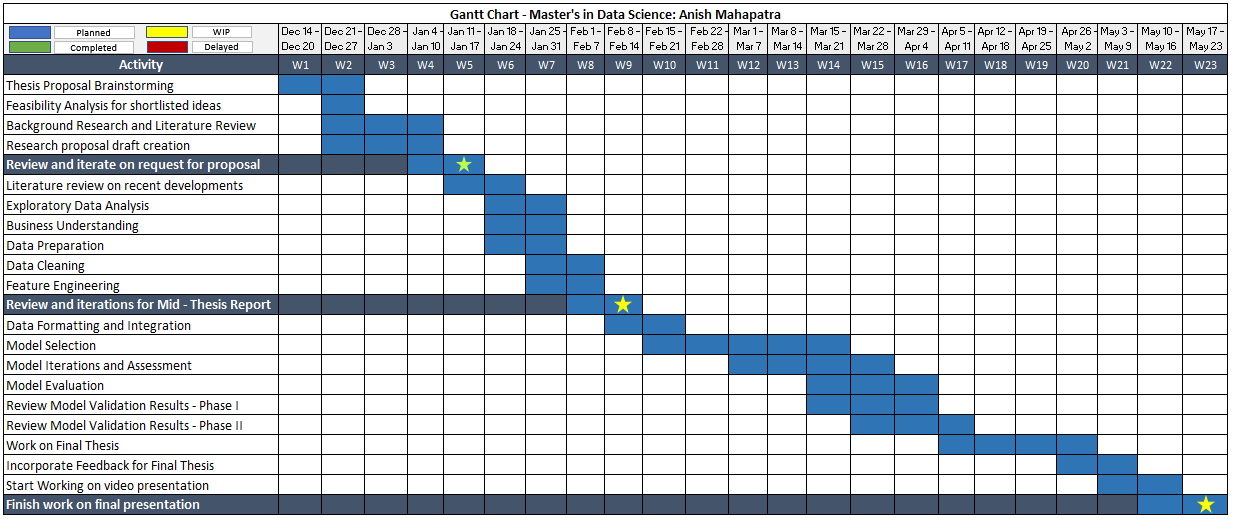 Gantt Chart - Master's in Data Science: Anish Mahapatra
Planned WIP
Completed Delayed
Dec 14 - Dec 21 - Dec 28 - Jan 4 - Jan 11 - Jan 18 - Jan 25 - Feb 1 - Feb 8 - Feb 15 - Feb 22 - Mar 1 - Mar 8 - Mar 15 - Mar 22 - Mar 29 - Apr 5 - Apr 12 - Apr 19 - Apr 26 - May 3 - May 10 - May 17 -
Dec 20 Dec 27 Jan 3 Jan 10 Jan 17 Jan 24 Jan 31 Feb 7 Feb 14 Feb 21 Feb 28 Mar 7 Mar 14 Mar 21 Mar 28 Apr 4 Apr 11 Apr 18 Apr 25 May 2 May 9 May 16 May 23
Activity W1 W2 W3 W4 W5 W6 W7 W8 W9 W10 W11 W12 W13 W14 W15 W16 W17 W18 W19 W20 W21 W22 W23
Thesis Proposal Brainstorming
Feasibility Analysis for shortlisted ideas
Background Research and Literature Review
Research proposal draft creation
Review and iterate on request for proposal
Literature review on recent developments
Exploratory Data Analysis
Business Understanding
Data Preparation
Data Cleaning
Feature Engineering
Review and iterations for Mid - Thesis Report
Data Formatting and Integration
Model Selection
Model Iterations and Assessment
Model Evaluation
Review Model Validation Results - Phase I
Review Model Validation Results - Phase II
Work on Final Thesis
Incorporate Feedback for Final Thesis
Start Working on video presentation
Finish work on final presentation